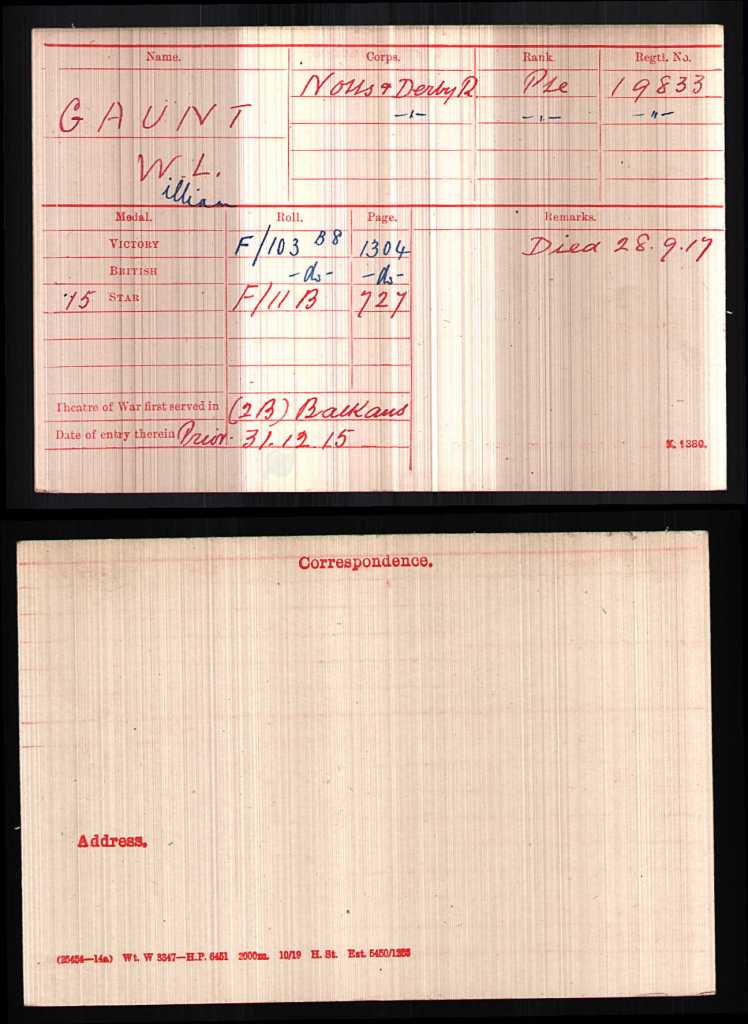 Name. Corps. Rank. Regtl. No.
GAUNT Notts & Derby R. Pte 19833
-"- -"- -"-
W. L.
illiam
Medal. Roll. Page. Remarks.
VICTORY F/103 B8 1304 Died 28.9.17
BRITISH -do- -do-
'15 STAR F/11 B 727
Theatre of War first served in (2B) Balkans
Date of entry therein Prior. 31.12.15
K. 1380.
Correspondence.
Address.
(25434—14a) Wt. W 3347—H.P. 6451 2000m. 10/19 H. St. Est. 5450/1253